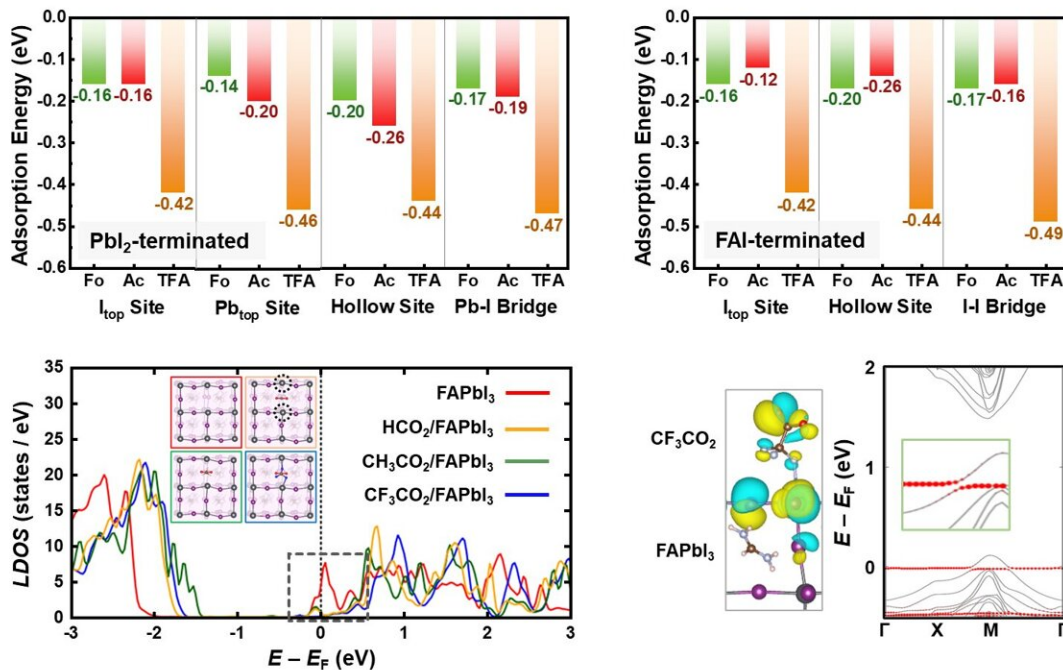 Adsorption Energy (eV)
0.0
-0.1
-0.2
-0.3
-0.4
-0.5
-0.6
-0.16
-0.16
-0.42
-0.14
-0.20
-0.46
-0.20
-0.26
-0.44
-0.17
-0.19
-0.47
PbI₂-terminated
Fo Ac TFA Fo Ac TFA Fo Ac TFA Fo Ac TFA
I_top Site Pb_top Site Hollow Site Pb-I Bridge
Adsorption Energy (eV)
0.0
-0.1
-0.2
-0.3
-0.4
-0.5
-0.6
-0.16
-0.12
-0.42
-0.20
-0.26
-0.44
-0.17
-0.16
-0.49
FAI-terminated
Fo Ac TFA Fo Ac TFA Fo Ac TFA
I_top Site Hollow Site I-I Bridge
LDOS (states / eV)
35
30
25
20
15
10
5
0
FAPbI₃
HCO₂/FAPbI₃
CH₃CO₂/FAPbI₃
CF₃CO₂/FAPbI₃
-3 -2 -1 0 1 2 3
E – E_F (eV)
CF₃CO₂
FAPbI₃
E – E_F (eV)
2
1
0
Γ X M Γ